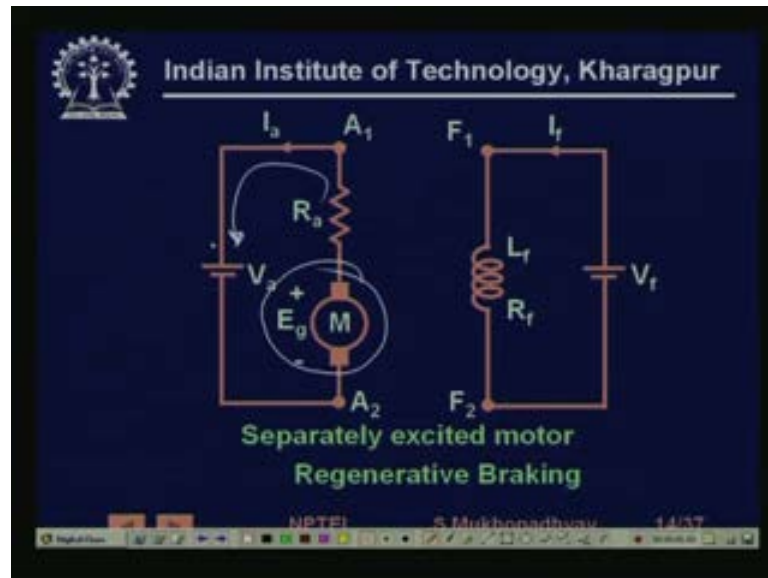 Indian Institute of Technology, Kharagpur
Ia A1 F1 If
Ra
Va + Eg - M Lf Rf Vf
A2 F2
Separately excited motor
Regenerative Braking
NPTEL S.Mukhopadhyay 14/37